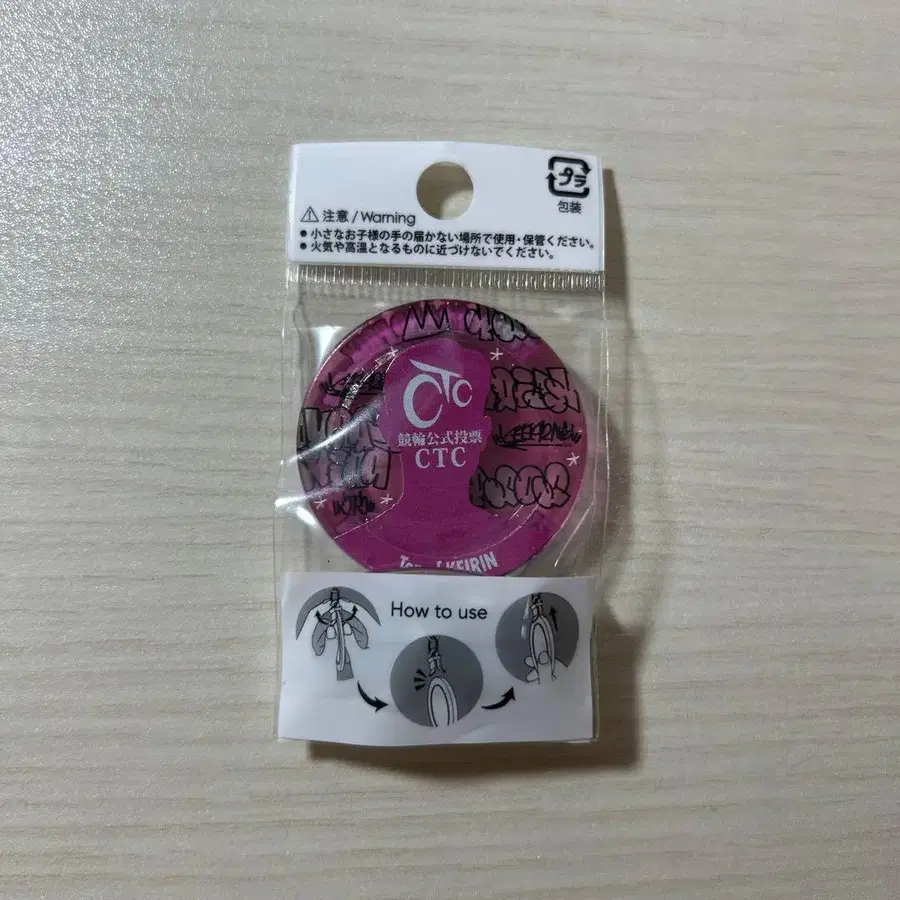 プラ
包装
注意 / Warning
• 小さなお子様の手の届かない場所で使用・保管ください。
• 火気や高温となるものに近づけないでください。
CTC
競輪公式投票
CTC
KEIRIN
How to use